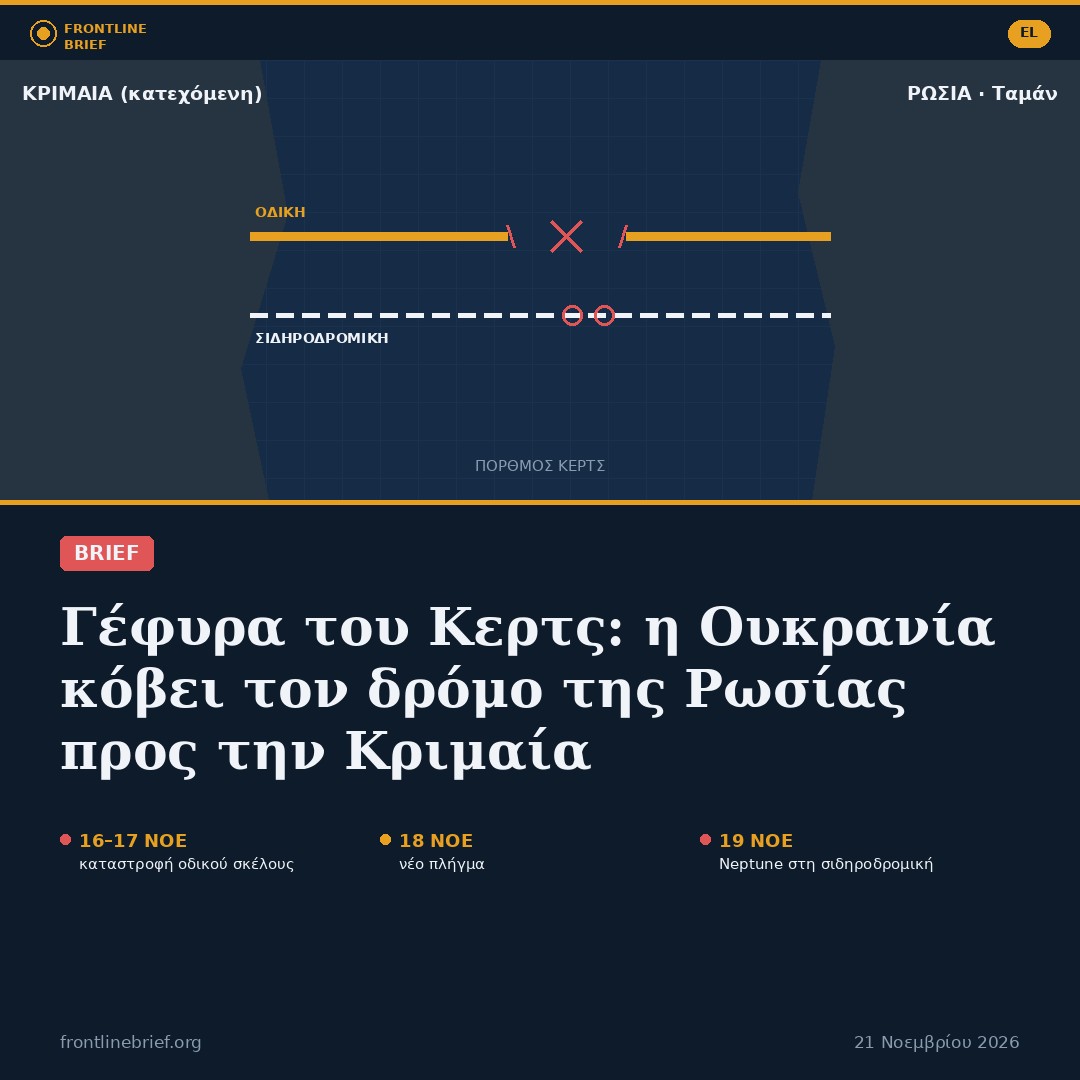 FRONTLINE
BRIEF
EL
ΚΡΙΜΑΙΑ (κατεχόμενη)
ΡΩΣΙΑ · Ταμάν
ΟΔΙΚΗ
ΣΙΔΗΡΟΔΡΟΜΙΚΗ
ΠΟΡΘΜΟΣ ΚΕΡΤΣ
BRIEF
Γέφυρα του Κερτς: η Ουκρανία
κόβει τον δρόμο της Ρωσίας
προς την Κριμαία
16–17 ΝΟΕ
καταστροφή οδικού σκέλους
18 ΝΟΕ
νέο πλήγμα
19 ΝΟΕ
Neptune στη σιδηροδρομική
frontlinebrief.org
21 Νοεμβρίου 2026